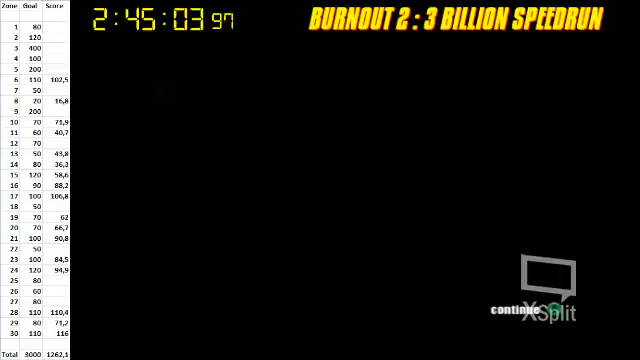 Zone Goal Score
1 80
2 120
3 400
4 100
5 200
6 110 102,5
7 50
8 20 16,8
9 200
10 70 71,9
11 60 40,7
12 70
13 50 43,8
14 80 36,3
15 120 58,6
16 90 88,2
17 100 106,8
18 50
19 70 62
20 70 66,7
21 100 90,8
22 50
23 100 84,5
24 120 94,9
25 80
26 60
27 80
28 110 110,4
29 80 71,2
30 110 116
Total 3000 1262,1
2:45:03 97
BURNOUT 2 : 3 BILLION SPEEDRUN
continue
XSplit